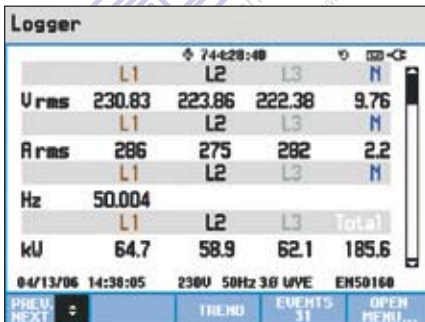 Logger
744:28:40
L1 L2 L3 N
V rms 230.83 223.86 222.38 9.76
L1 L2 L3 N
A rms 286 275 282 2.2
L1 L2 L3 N
Hz 50.004
L1 L2 L3 Total
kW 64.7 58.9 62.1 185.6
04/13/06 14:38:05 230V 50Hz 3Ø WYE EN50160
PREV. NEXT TREND EVENTS 31 OPEN MENU...